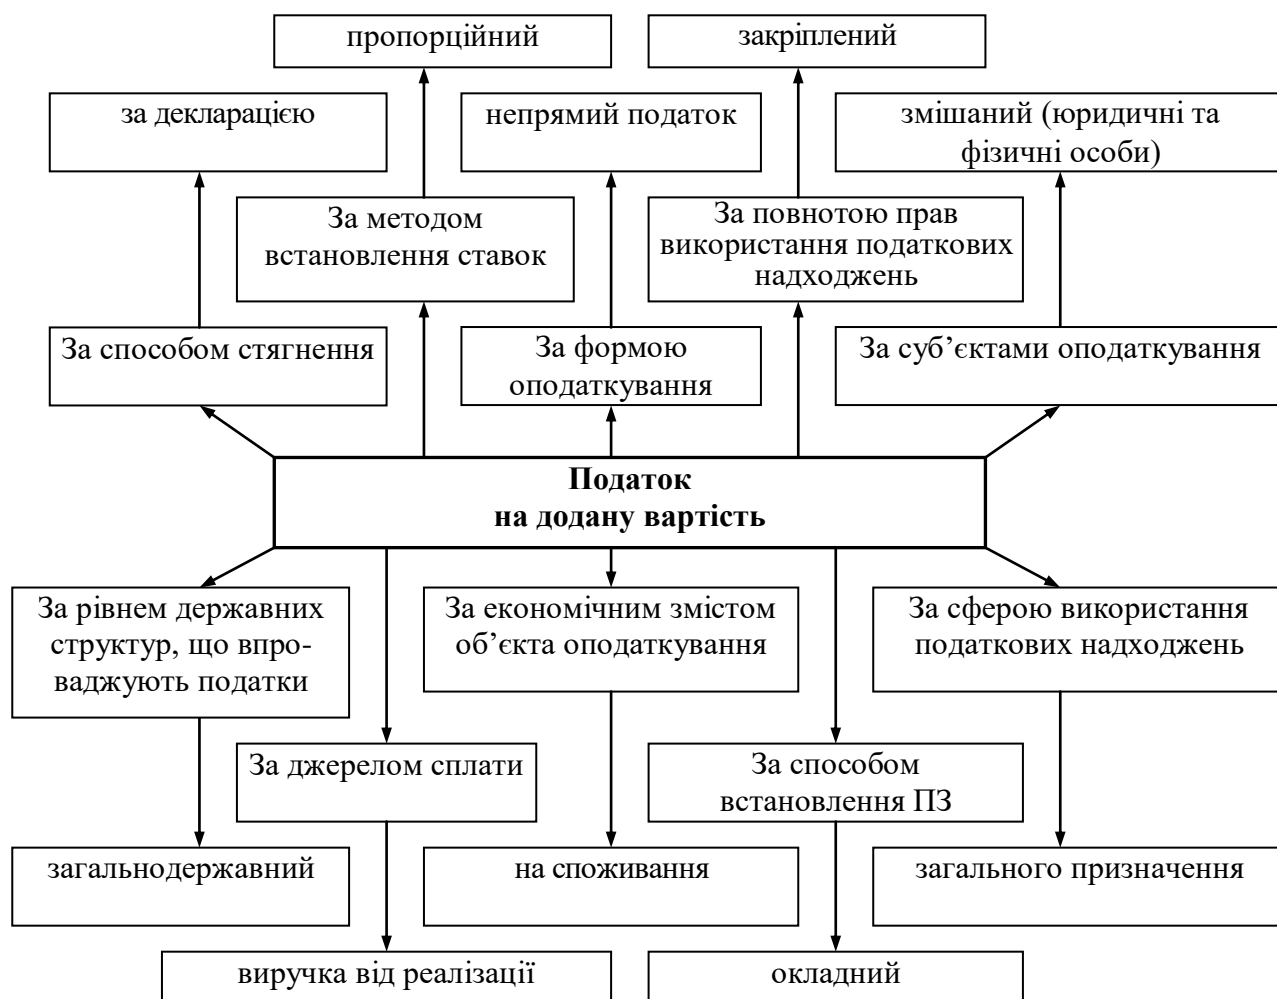 пропорційний
закріплений
за декларацією
непрямий податок
змішаний (юридичні та
фізичні особи)
За методом
встановлення ставок
За повнотою прав
використання податкових
надходжень
За способом стягнення
За формою
оподаткування
За суб’єктами оподаткування
Податок
на додану вартість
За рівнем державних
структур, що впро-
ваджують податки
За економічним змістом
об’єкта оподаткування
За сферою використання
податкових надходжень
За джерелом сплати
За способом
встановлення ПЗ
загальнодержавний
на споживання
загального призначення
виручка від реалізації
окладний